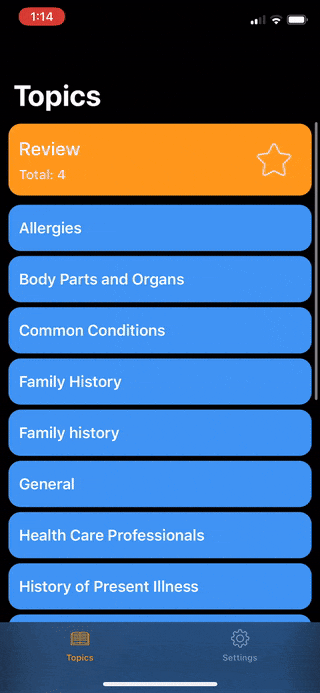 1:14
Topics
Review
Total: 4
Allergies
Body Parts and Organs
Common Conditions
Family History
Family history
General
Health Care Professionals
History of Present Illness
Topics
Settings